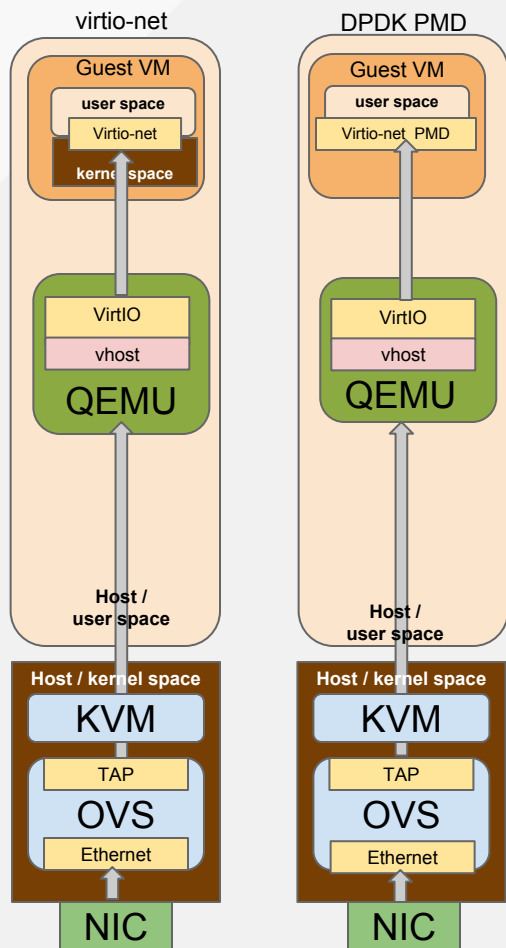 virtio-net
Guest VM
user space
Virtio-net
kernel space
VirtIO
vhost
QEMU
Host /
user space
Host / kernel space
KVM
TAP
OVS
Ethernet
NIC
DPDK PMD
Guest VM
user space
Virtio-net PMD
VirtIO
vhost
QEMU
Host /
user space
Host / kernel space
KVM
TAP
OVS
Ethernet
NIC